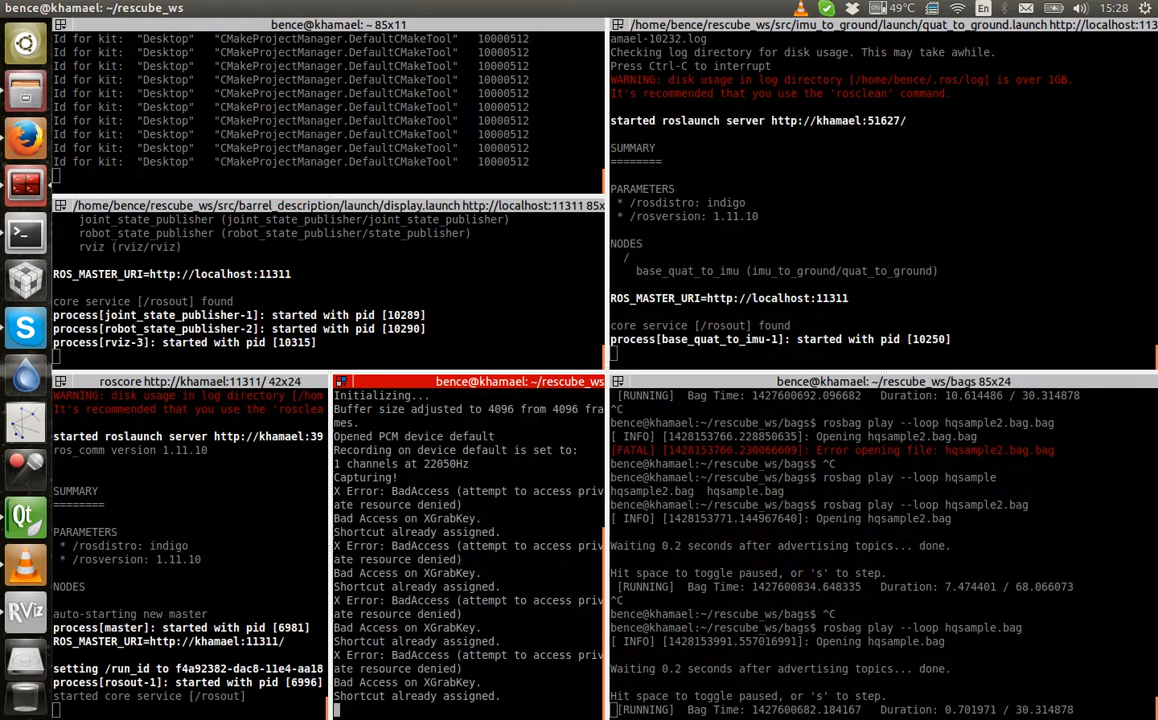 ~/rescube_ws
49°C
En
15:28
bence@khamael: ~ 85x11
Id for kit:  "Desktop"   "CMakeProjectManager.DefaultCMakeTool"   10000512
Id for kit:  "Desktop"   "CMakeProjectManager.DefaultCMakeTool"   10000512
Id for kit:  "Desktop"   "CMakeProjectManager.DefaultCMakeTool"   10000512
Id for kit:  "Desktop"   "CMakeProjectManager.DefaultCMakeTool"   10000512
Id for kit:  "Desktop"   "CMakeProjectManager.DefaultCMakeTool"   10000512
Id for kit:  "Desktop"   "CMakeProjectManager.DefaultCMakeTool"   10000512
Id for kit:  "Desktop"   "CMakeProjectManager.DefaultCMakeTool"   10000512
Id for kit:  "Desktop"   "CMakeProjectManager.DefaultCMakeTool"   10000512
Id for kit:  "Desktop"   "CMakeProjectManager.DefaultCMakeTool"   10000512
Id for kit:  "Desktop"   "CMakeProjectManager.DefaultCMakeTool"   10000512
/home/bence/rescube_ws/src/barrel_description/launch/display.launch http://localhost:11311 85x
joint_state_publisher (joint_state_publisher/joint_state_publisher)
robot_state_publisher (robot_state_publisher/state_publisher)
rviz (rviz/rviz)
ROS_MASTER_URI=http://localhost:11311
core service [/rosout] found
process[joint_state_publisher-1]: started with pid [10289]
process[robot_state_publisher-2]: started with pid [10290]
process[rviz-3]: started with pid [10315]
/home/bence/rescube_ws/src/imu_to_ground/launch/quat_to_ground.launch http://localhost:113
amael-10232.log
Checking log directory for disk usage. This may take awhile.
Press Ctrl-C to interrupt
WARNING: disk usage in log directory [/home/bence/.ros/log] is over 1GB.
It's recommended that you use the 'rosclean' command.
started roslaunch server http://khamael:51627/
SUMMARY
========
PARAMETERS
* /rosdistro: indigo
* /rosversion: 1.11.10
NODES
/
base_quat_to_imu (imu_to_ground/quat_to_ground)
ROS_MASTER_URI=http://localhost:11311
core service [/rosout] found
process[base_quat_to_imu-1]: started with pid [10250]
roscore http://khamael:11311/ 42x24
WARNING: disk usage in log directory [/hom
It's recommended that you use the 'rosclea
started roslaunch server http://khamael:39
ros_comm version 1.11.10
SUMMARY
========
PARAMETERS
* /rosdistro: indigo
* /rosversion: 1.11.10
NODES
auto-starting new master
process[master]: started with pid [6981]
ROS_MASTER_URI=http://khamael:11311/
setting /run_id to f4a92382-dac8-11e4-aa18
process[rosout-1]: started with pid [6996]
started core service [/rosout]
bence@khamael: ~/rescube_ws
Initializing...
Buffer size adjusted to 4096 from 4096 fra
mes.
Opened PCM device default
Recording on device default is set to:
1 channels at 22050Hz
Capturing!
X Error: BadAccess (attempt to access priv
ate resource denied)
Bad Access on XGrabKey.
Shortcut already assigned.
X Error: BadAccess (attempt to access priv
ate resource denied)
Bad Access on XGrabKey.
Shortcut already assigned.
X Error: BadAccess (attempt to access priv
ate resource denied)
Bad Access on XGrabKey.
Shortcut already assigned.
X Error: BadAccess (attempt to access priv
ate resource denied)
Bad Access on XGrabKey.
Shortcut already assigned.
bence@khamael: ~/rescube_ws/bags 85x24
[RUNNING]  Bag Time: 1427600692.096682   Duration: 10.614486 / 30.314878
^C
bence@khamael:~/rescube_ws/bags$ rosbag play --loop hqsample2.bag.bag
[ INFO] [1428153766.228850635]: Opening hqsample2.bag.bag
[FATAL] [1428153766.230066609]: Error opening file: hqsample2.bag.bag
bence@khamael:~/rescube_ws/bags$ ^C
bence@khamael:~/rescube_ws/bags$ rosbag play --loop hqsample
hqsample2.bag  hqsample.bag
bence@khamael:~/rescube_ws/bags$ rosbag play --loop hqsample2.bag
[ INFO] [1428153771.144967640]: Opening hqsample2.bag
Waiting 0.2 seconds after advertising topics... done.
Hit space to toggle paused, or 's' to step.
[RUNNING]  Bag Time: 1427600834.648335   Duration: 7.474401 / 68.066073
^C
bence@khamael:~/rescube_ws/bags$ ^C
bence@khamael:~/rescube_ws/bags$ rosbag play --loop hqsample.bag
[ INFO] [1428153991.557016991]: Opening hqsample.bag
Waiting 0.2 seconds after advertising topics... done.
Hit space to toggle paused, or 's' to step.
[RUNNING]  Bag Time: 1427600682.184167   Duration: 0.701971 / 30.314878
Qt
RViz